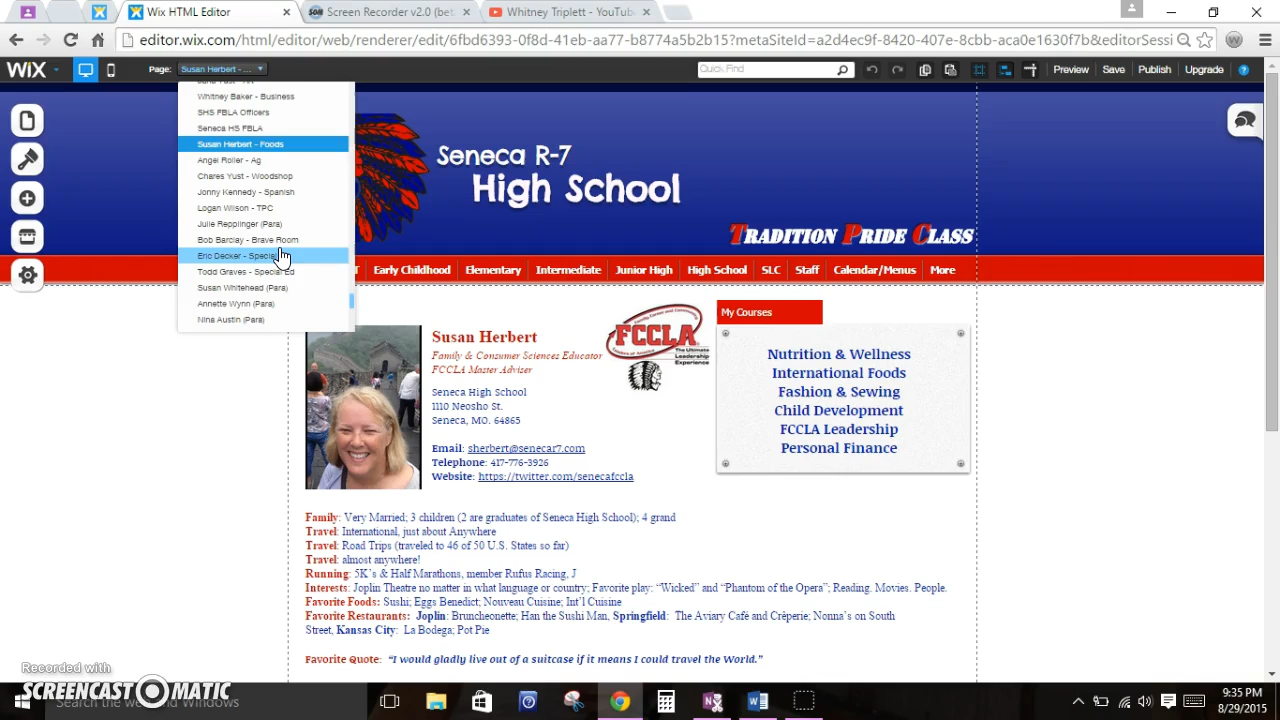 Wix HTML Editor
Screen Recorder v2.0 (beta
Whitney Triplett - YouTub
editor.wix.com/html/editor/web/renderer/edit/6fbd6393-0f8d-41eb-aa77-b8774a5b2b15?metaSiteId=a2d4ec9f-8420-407e-8cbb-aca0e1630f7b&editorSessi
WiX
Page:
Susan Herbert - ...
Quick Find
Preview
Publish
Upgrade
Whitney Baker - Business
SHS FBLA Officers
Seneca HS FBLA
Susan Herbert - Foods
Angel Roller - Ag
Chares Yust - Woodshop
Jonny Kennedy - Spanish
Logan Wilson - TPC
Julie Repplinger (Para)
Bob Barclay - Brave Room
Eric Decker - Special
Todd Graves - Special Ed
Susan Whitehead (Para)
Annette Wynn (Para)
Nina Austin (Para)
Seneca R-7
High School
TRADITION PRIDE CLASS
T
Early Childhood
Elementary
Intermediate
Junior High
High School
SLC
Staff
Calendar/Menus
More
Susan Herbert
Family & Consumer Sciences Educator
FCCLA Master Adviser
Seneca High School
1110 Neosho St.
Seneca, MO. 64865
Email: sherbert@senecar7.com
Telephone: 417-776-3926
Website: https://twitter.com/senecafccla
FCCLA
The Ultimate
Leadership
Experience
My Courses
Nutrition & Wellness
International Foods
Fashion & Sewing
Child Development
FCCLA Leadership
Personal Finance
Family: Very Married; 3 children (2 are graduates of Seneca High School); 4 grand
Travel: International, just about Anywhere
Travel: Road Trips (traveled to 46 of 50 U.S. States so far)
Travel: almost anywhere!
Running: 5K's & Half Marathons, member Rufus Racing, J
Interests: Joplin Theatre no matter in what language or country; Favorite play: "Wicked" and "Phantom of the Opera"; Reading. Movies. People.
Favorite Foods: Sushi; Eggs Benedict; Nouveau Cuisine; Int'l Cuisine
Favorite Restaurants: Joplin: Bruncheonette; Han the Sushi Man, Springfield: The Aviary Café and Crêperie; Nonna's on South
Street, Kansas City: La Bodega; Pot Pie
Favorite Quote: "I would gladly live out of a suitcase if it means I could travel the World."
Recorded with
SCREENCAST-O-MATIC
Search the web and Windows
9:35 PM
8/29/2015